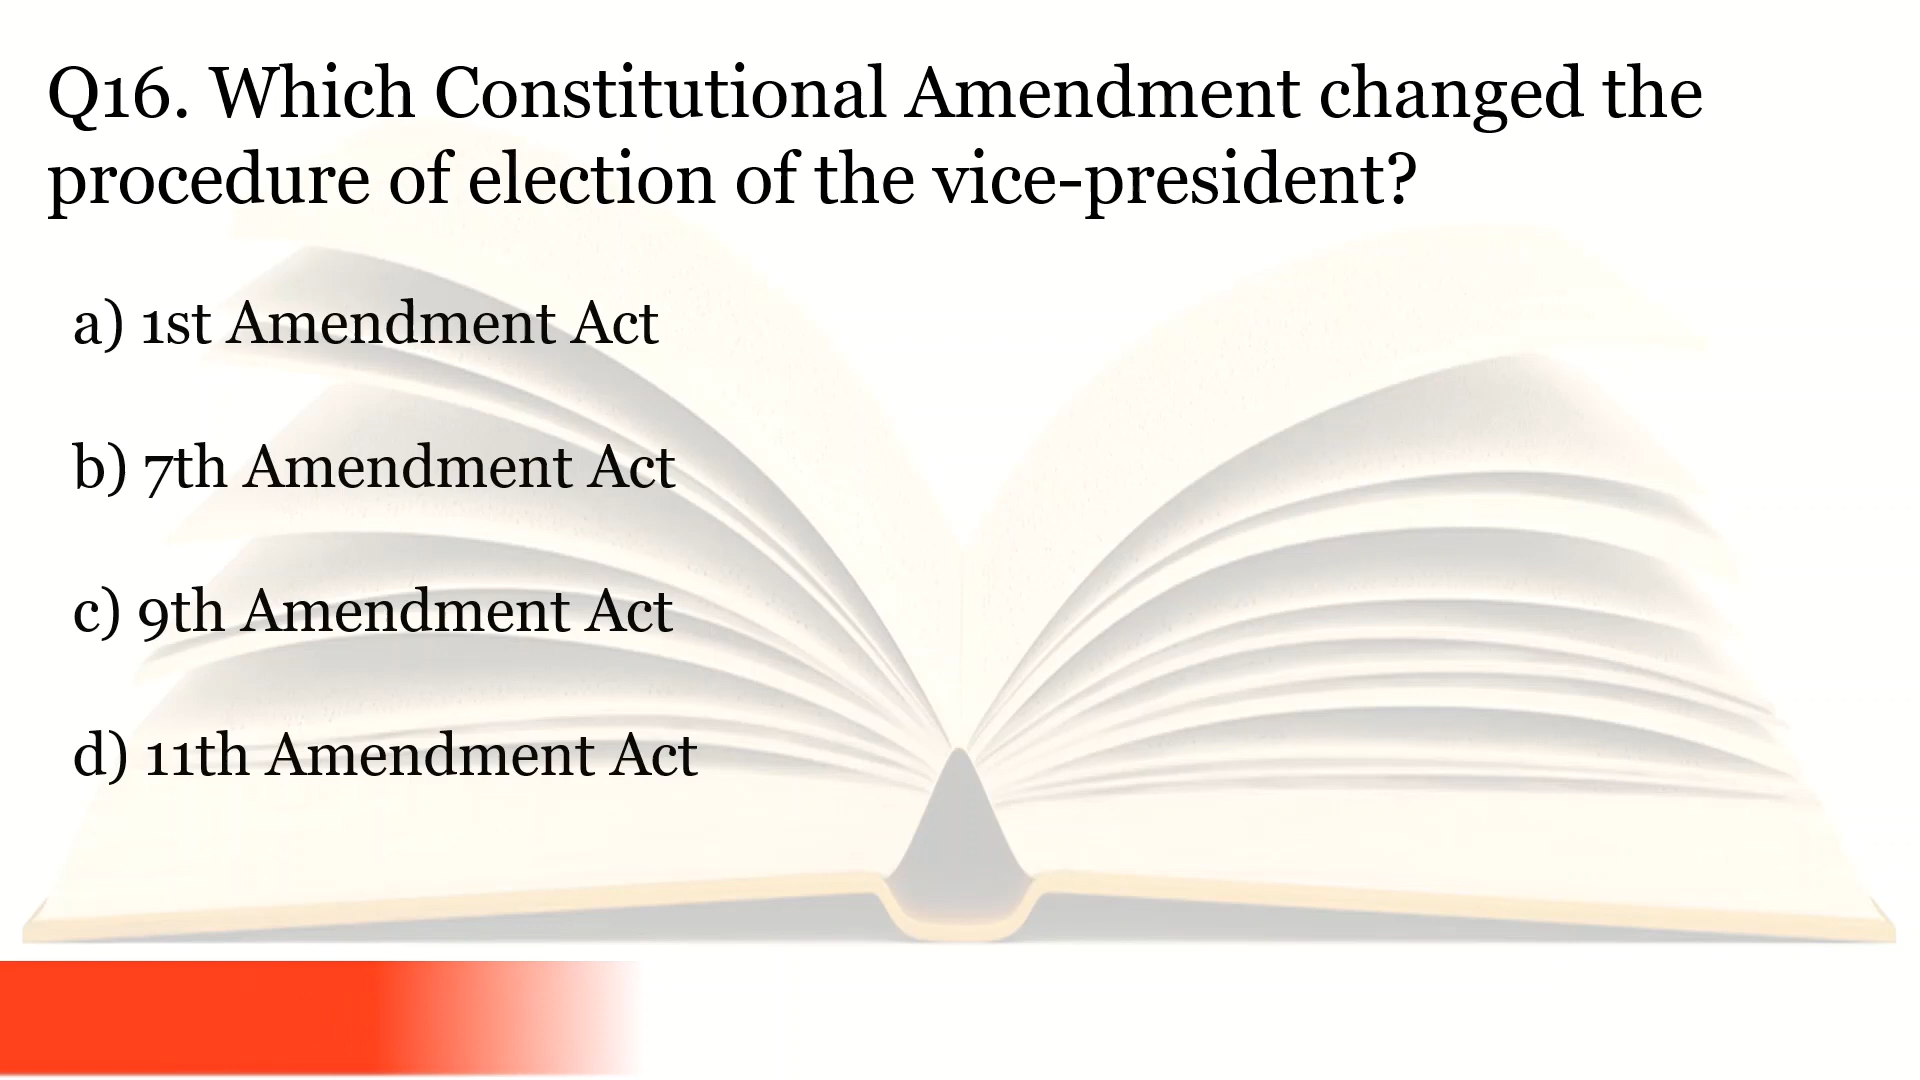 Q16. Which Constitutional Amendment changed the
procedure of election of the vice-president?
a) 1st Amendment Act
b) 7th Amendment Act
c) 9th Amendment Act
d) 11th Amendment Act